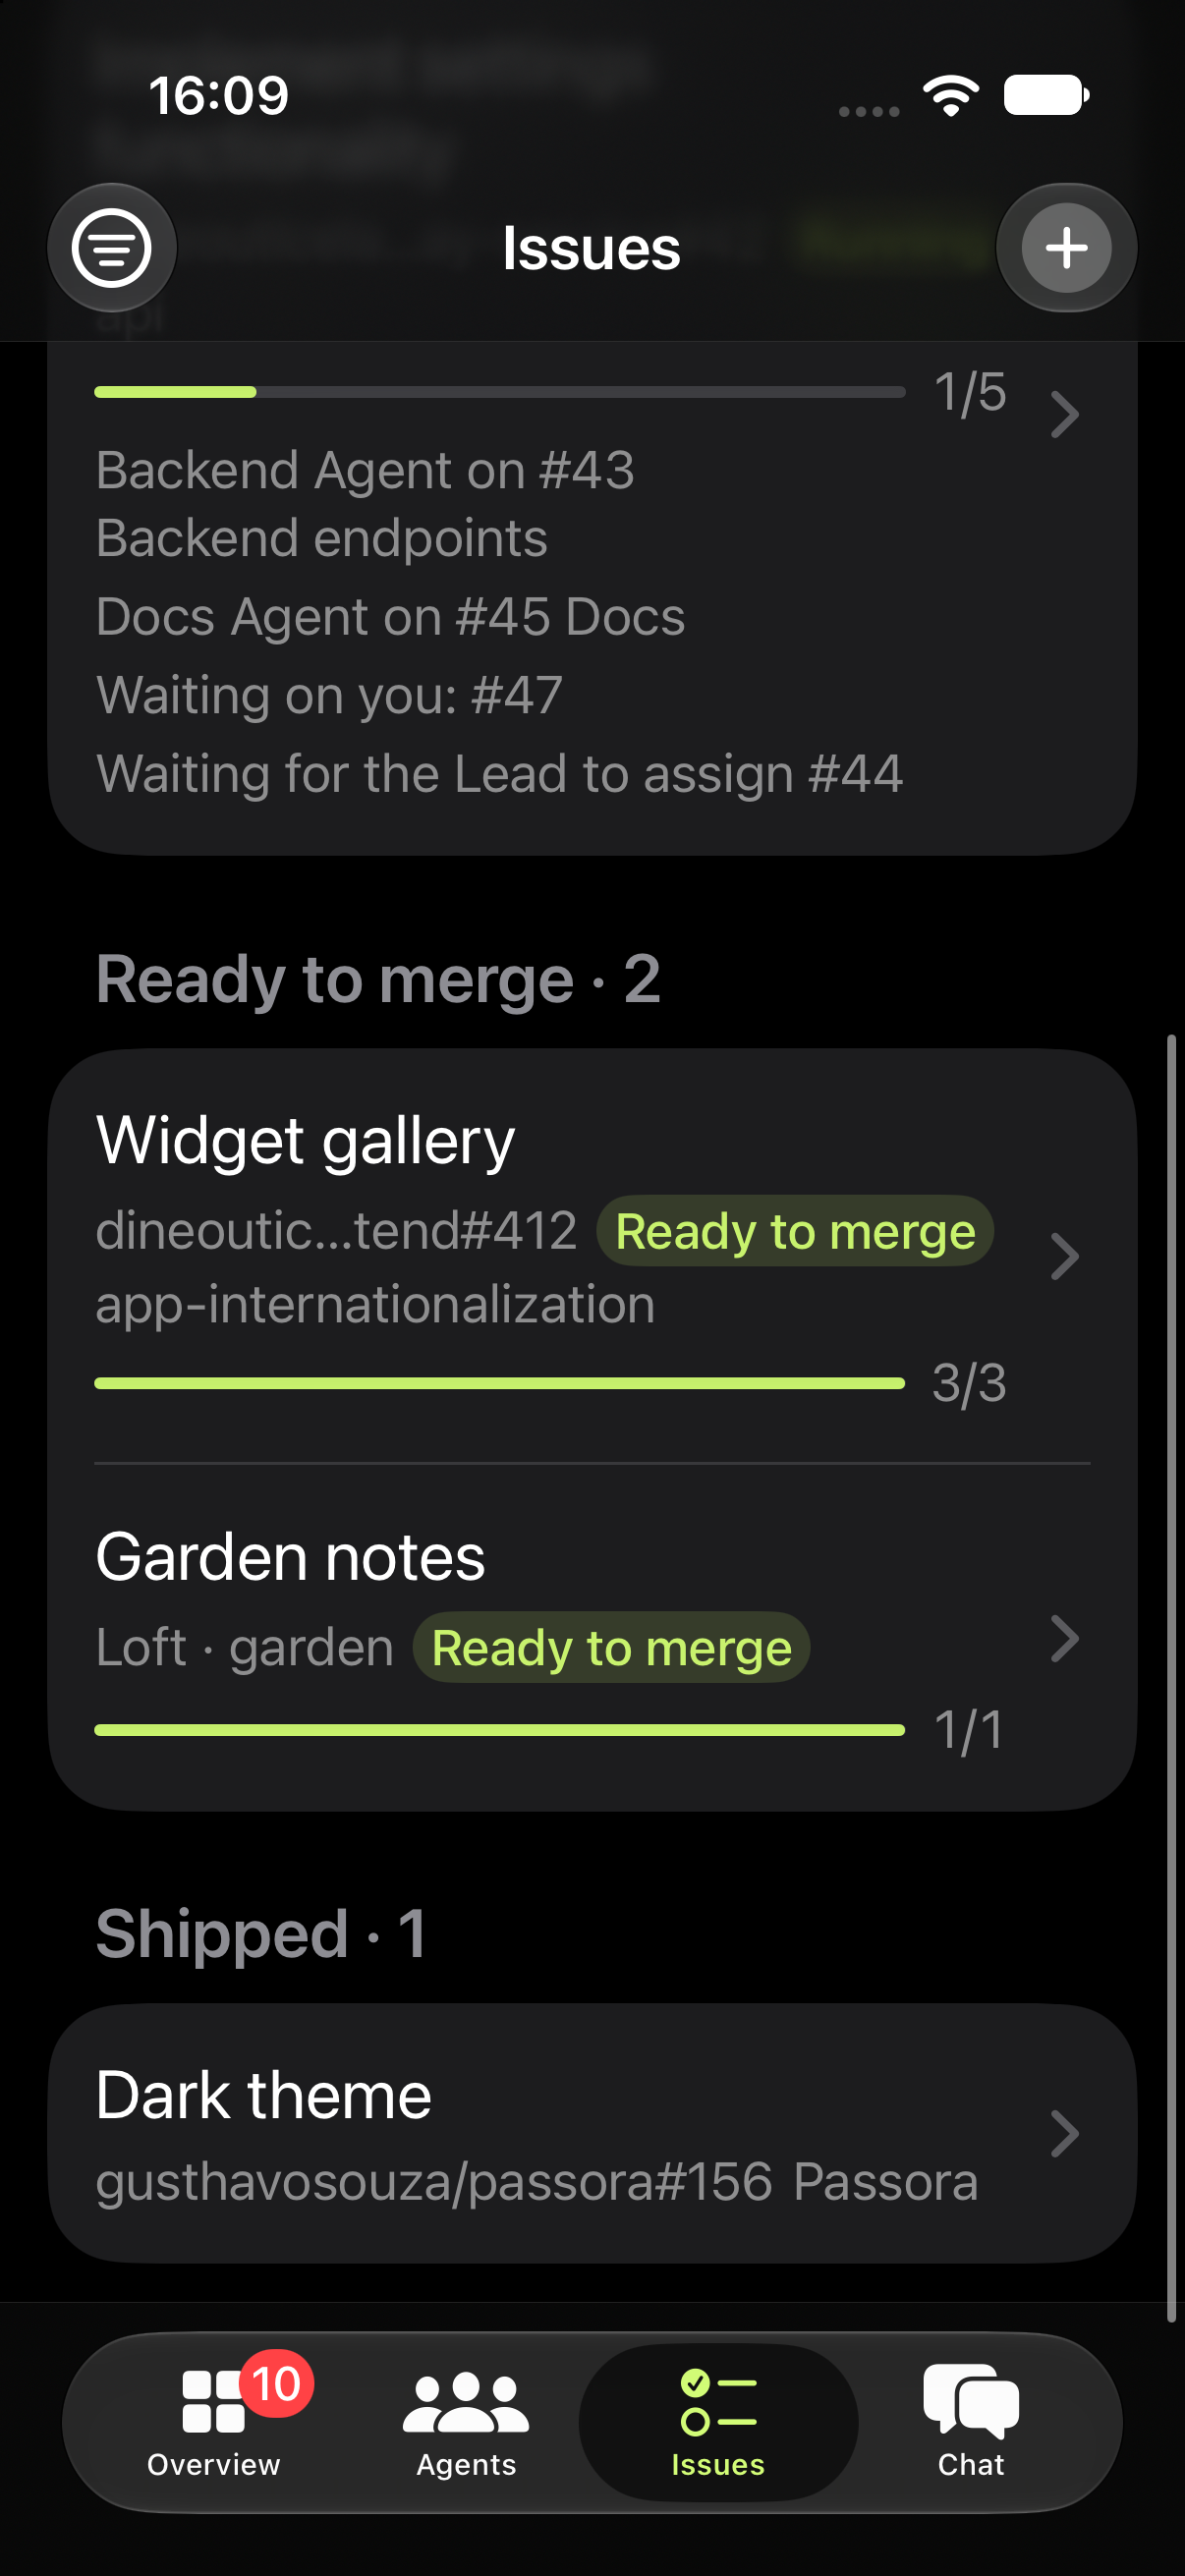 16:09
Issues
api
1/5
Backend Agent on #43
Backend endpoints
Docs Agent on #45 Docs
Waiting on you: #47
Waiting for the Lead to assign #44
Ready to merge · 2
Widget gallery
dineoutic...tend#412 Ready to merge
app-internationalization
3/3
Garden notes
Loft · garden Ready to merge
1/1
Shipped · 1
Dark theme
gusthavosouza/passora#156 Passora
10
Overview
Agents
Issues
Chat